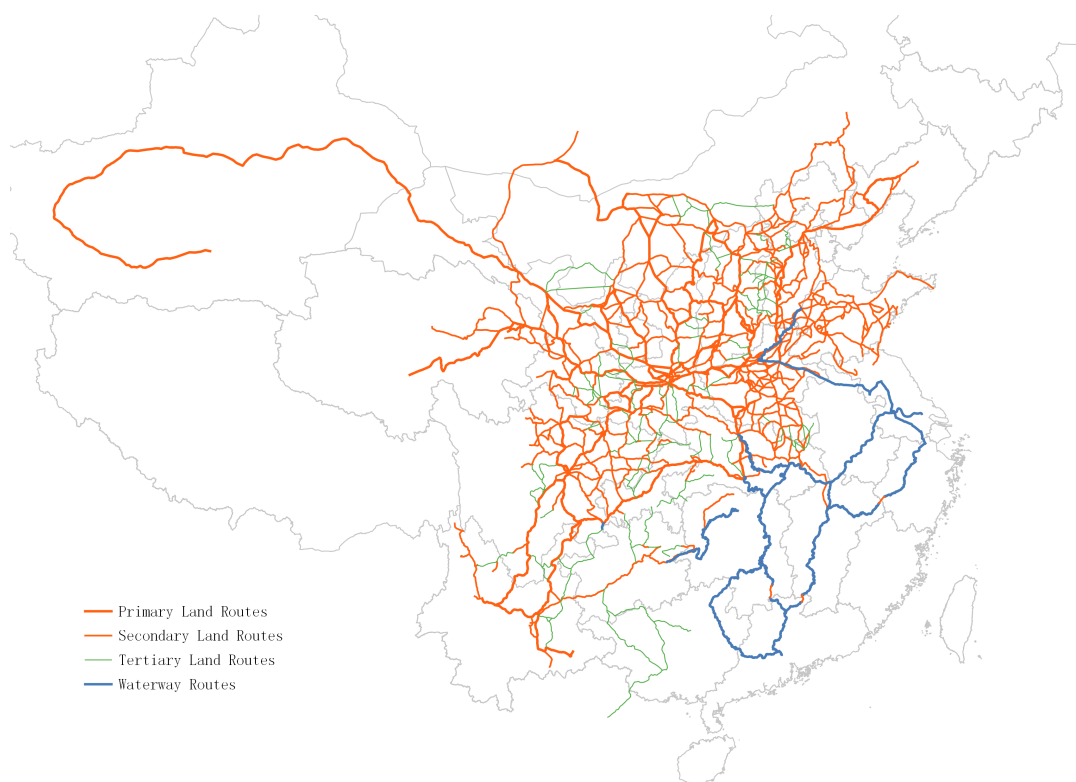 Primary Land Routes
Secondary Land Routes
Tertiary Land Routes
Waterway Routes